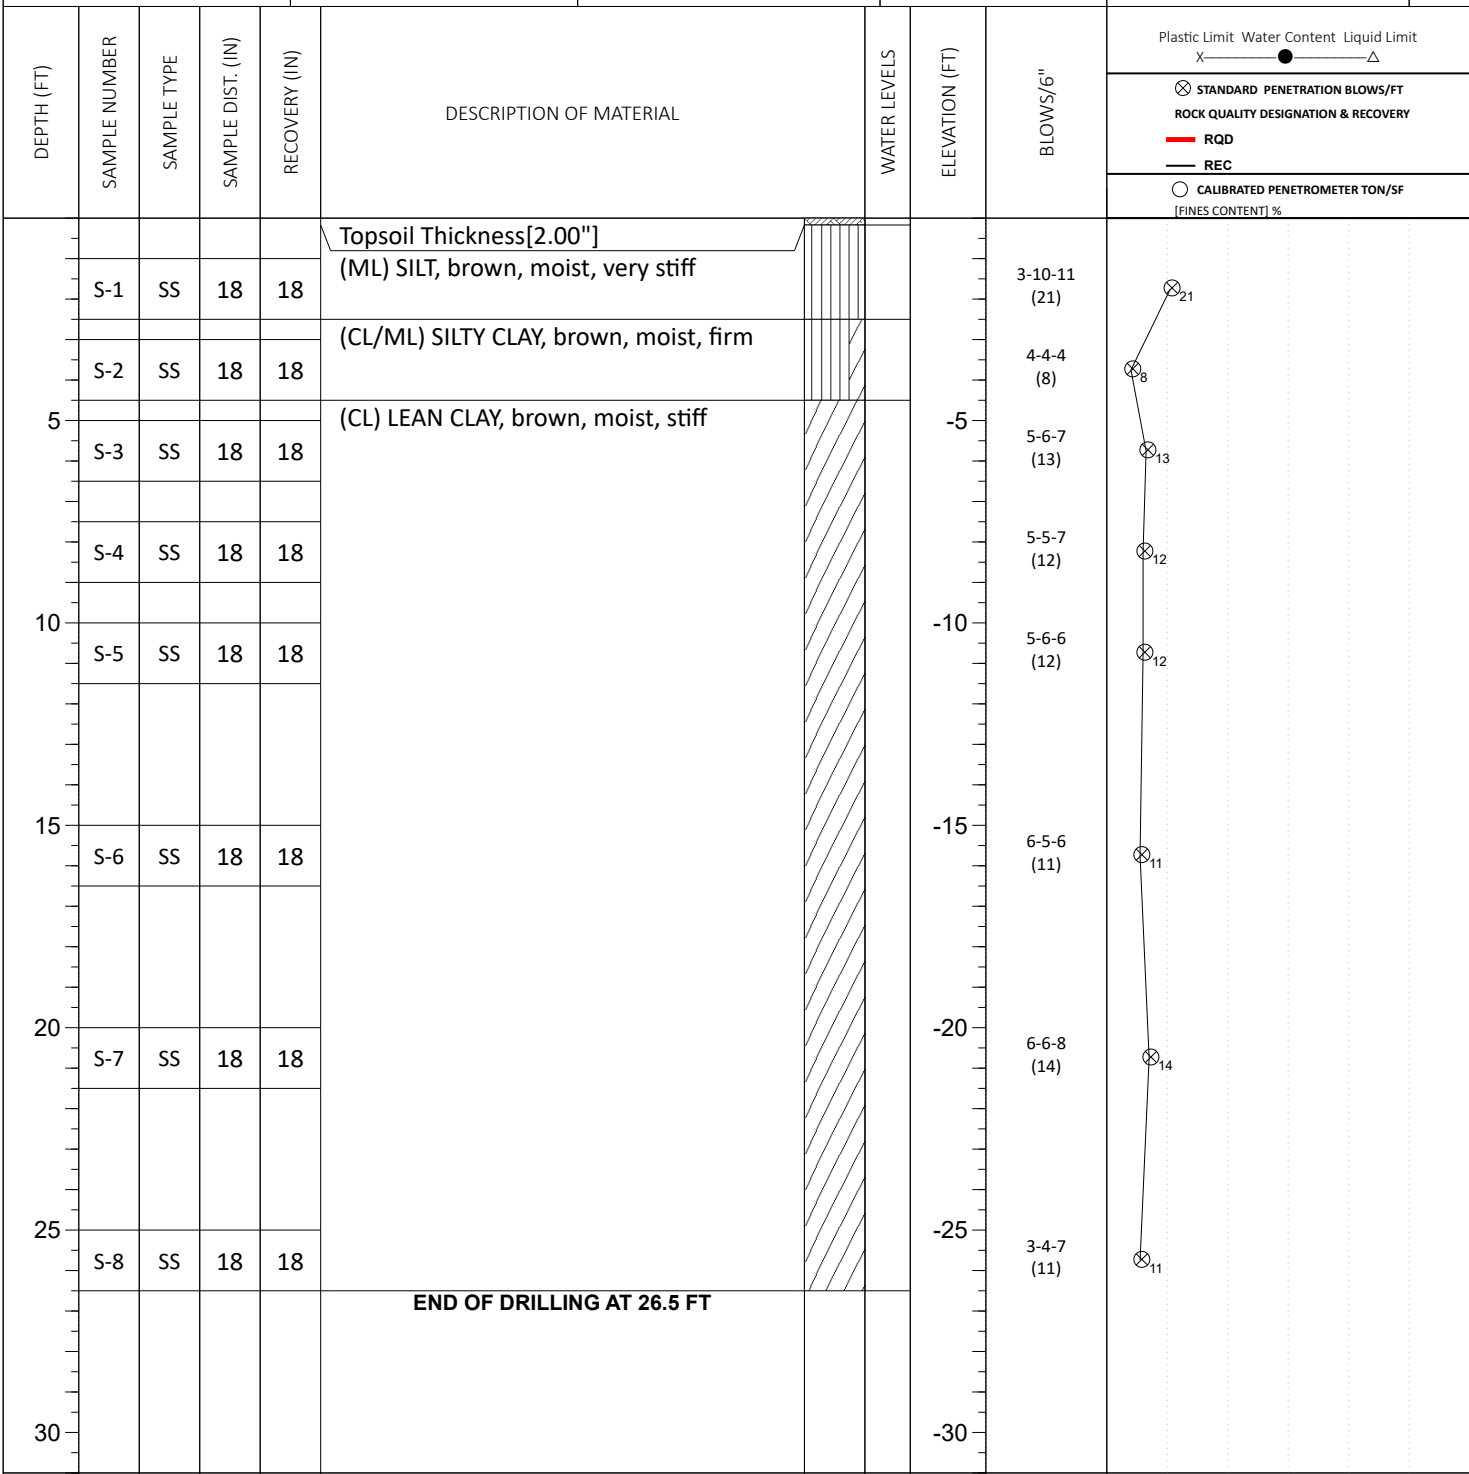 DEPTH (FT)
SAMPLE NUMBER
SAMPLE TYPE
SAMPLE DIST. (IN)
RECOVERY (IN)
DESCRIPTION OF MATERIAL
WATER LEVELS
ELEVATION (FT)
BLOWS/6"
Plastic Limit Water Content Liquid Limit
X
STANDARD PENETRATION BLOWS/FT
ROCK QUALITY DESIGNATION & RECOVERY
RQD
REC
CALIBRATED PENETROMETER TON/SF
[FINES CONTENT] %
Topsoil Thickness[2.00"]
(ML) SILT, brown, moist, very stiff
S-1 SS 18 18 3-10-11
(21) 21
(CL/ML) SILTY CLAY, brown, moist, firm
S-2 SS 18 18 4-4-4
(8) 8
5 (CL) LEAN CLAY, brown, moist, stiff -5
S-3 SS 18 18 5-6-7
(13) 13
S-4 SS 18 18 5-5-7
(12) 12
10 -10
S-5 SS 18 18 5-6-6
(12) 12
15 -15
S-6 SS 18 18 6-5-6
(11) 11
20 -20
S-7 SS 18 18 6-6-8
(14) 14
25 -25
S-8 SS 18 18 3-4-7
(11) 11
END OF DRILLING AT 26.5 FT
30 -30